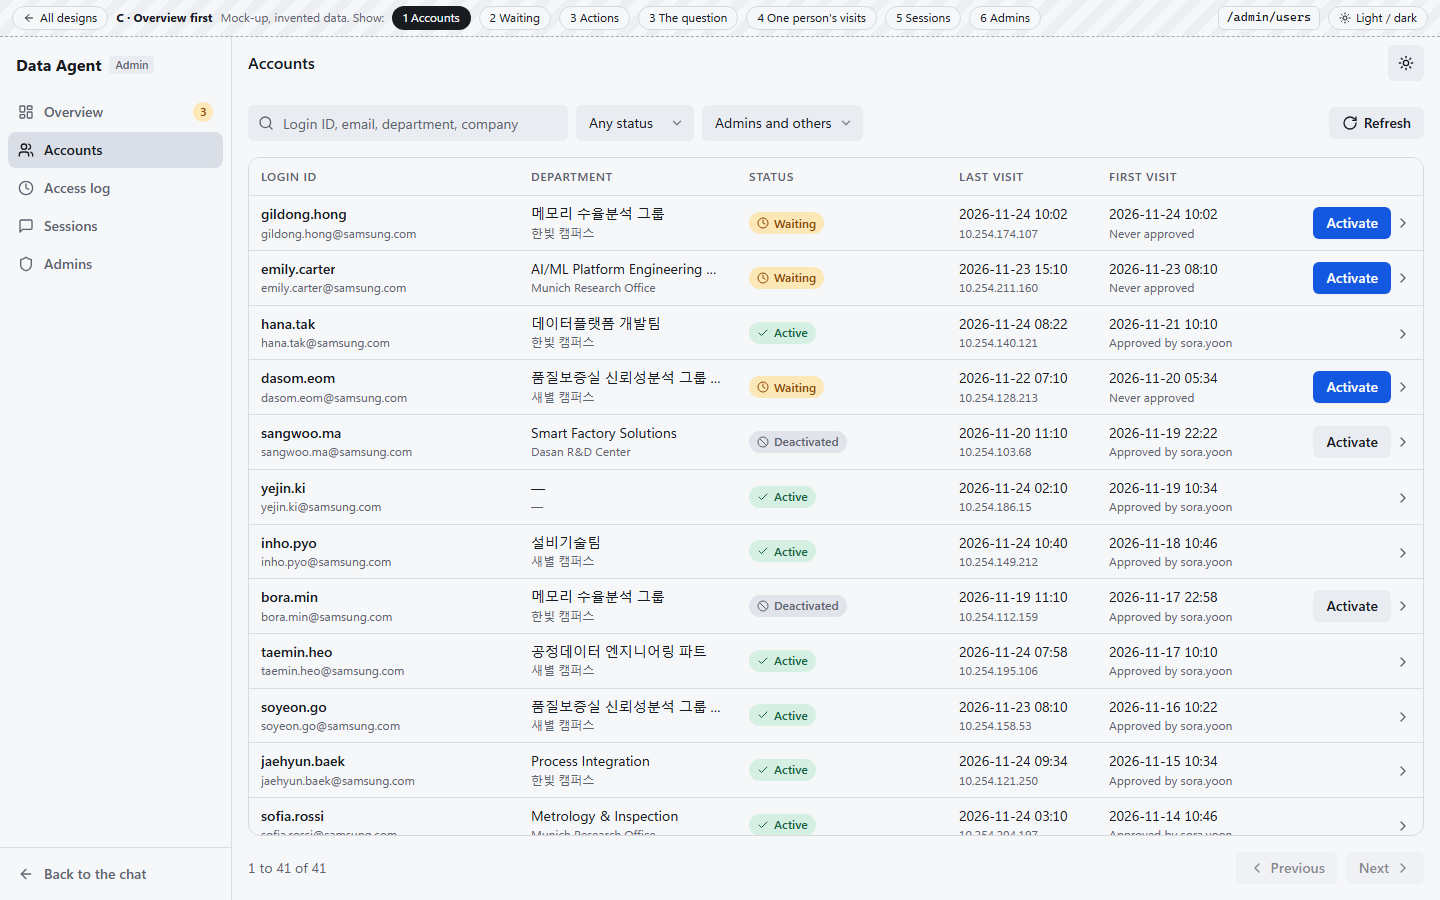 All designs
C · Overview first
Mock-up, invented data. Show:
1 Accounts
2 Waiting
3 Actions
3 The question
4 One person's visits
5 Sessions
6 Admins
/admin/users
Light / dark
Data Agent
Admin
Overview
3
Accounts
Access log
Sessions
Admins
Back to the chat
Accounts
Login ID, email, department, company
Any status
Admins and others
Refresh
LOGIN ID
DEPARTMENT
STATUS
LAST VISIT
FIRST VISIT
gildong.hong
gildong.hong@samsung.com
메모리 수율분석 그룹
한빛 캠퍼스
Waiting
2026-11-24 10:02
10.254.174.107
2026-11-24 10:02
Never approved
Activate
emily.carter
emily.carter@samsung.com
AI/ML Platform Engineering ...
Munich Research Office
Waiting
2026-11-23 15:10
10.254.211.160
2026-11-23 08:10
Never approved
Activate
hana.tak
hana.tak@samsung.com
데이터플랫폼 개발팀
한빛 캠퍼스
Active
2026-11-24 08:22
10.254.140.121
2026-11-21 10:10
Approved by sora.yoon
dasom.eom
dasom.eom@samsung.com
품질보증실 신뢰성분석 그룹 ...
새별 캠퍼스
Waiting
2026-11-22 07:10
10.254.128.213
2026-11-20 05:34
Never approved
Activate
sangwoo.ma
sangwoo.ma@samsung.com
Smart Factory Solutions
Dasan R&D Center
Deactivated
2026-11-20 11:10
10.254.103.68
2026-11-19 22:22
Approved by sora.yoon
Activate
yejin.ki
yejin.ki@samsung.com
—
—
Active
2026-11-24 02:10
10.254.186.15
2026-11-19 10:34
Approved by sora.yoon
inho.pyo
inho.pyo@samsung.com
설비기술팀
새별 캠퍼스
Active
2026-11-24 10:40
10.254.149.212
2026-11-18 10:46
Approved by sora.yoon
bora.min
bora.min@samsung.com
메모리 수율분석 그룹
한빛 캠퍼스
Deactivated
2026-11-19 11:10
10.254.112.159
2026-11-17 22:58
Approved by sora.yoon
Activate
taemin.heo
taemin.heo@samsung.com
공정데이터 엔지니어링 파트
새별 캠퍼스
Active
2026-11-24 07:58
10.254.195.106
2026-11-17 10:10
Approved by sora.yoon
soyeon.go
soyeon.go@samsung.com
품질보증실 신뢰성분석 그룹 ...
새별 캠퍼스
Active
2026-11-23 08:10
10.254.158.53
2026-11-16 10:22
Approved by sora.yoon
jaehyun.baek
jaehyun.baek@samsung.com
Process Integration
한빛 캠퍼스
Active
2026-11-24 09:34
10.254.121.250
2026-11-15 10:34
Approved by sora.yoon
sofia.rossi
sofia.rossi@samsung.com
Metrology & Inspection
Munich Research Office
Active
2026-11-24 03:10
10.254.204.197
2026-11-14 10:46
Approved by sora.yoon
1 to 41 of 41
Previous
Next